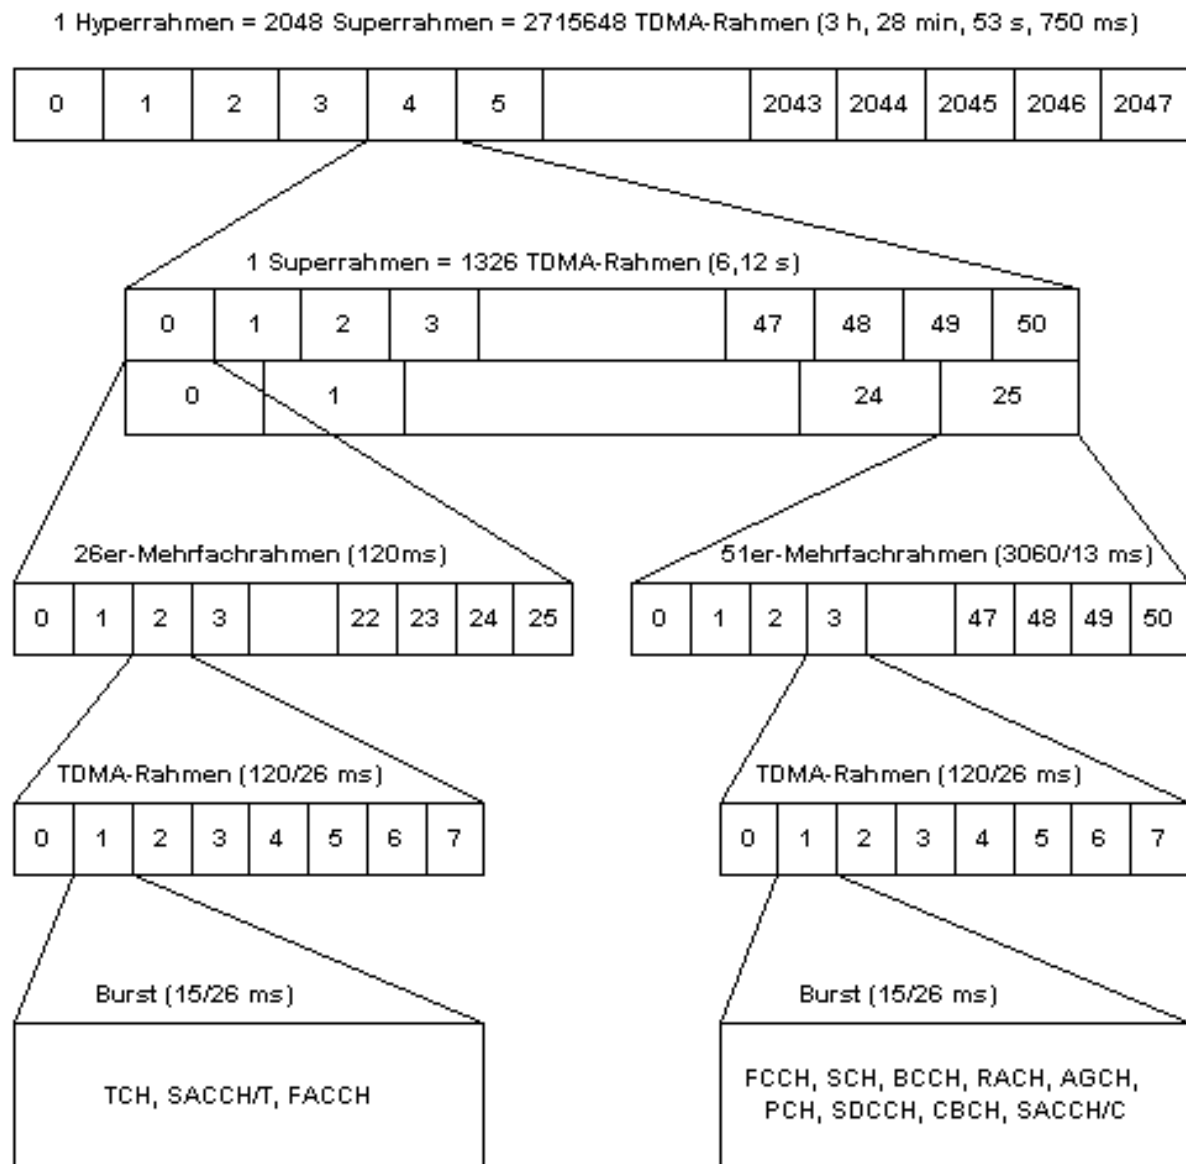 1 Hyperrahmen = 2048 Superrahmen = 2715648 TDMA-Rahmen (3 h, 28 min, 53 s, 750 ms)
0 1 2 3 4 5 2043 2044 2045 2046 2047
1 Superrahmen = 1326 TDMA-Rahmen (6,12 s)
0 1 2 3 47 48 49 50
0 1 24 25
26er-Mehrfachrahmen (120ms)
0 1 2 3 22 23 24 25
51er-Mehrfachrahmen (3060/13 ms)
0 1 2 3 47 48 49 50
TDMA-Rahmen (120/26 ms)
0 1 2 3 4 5 6 7
TDMA-Rahmen (120/26 ms)
0 1 2 3 4 5 6 7
Burst (15/26 ms)
TCH, SACCH/T, FACCH
Burst (15/26 ms)
FCCH, SCH, BCCH, RACH, AGCH,
PCH, SDCCH, CBCH, SACCH/C